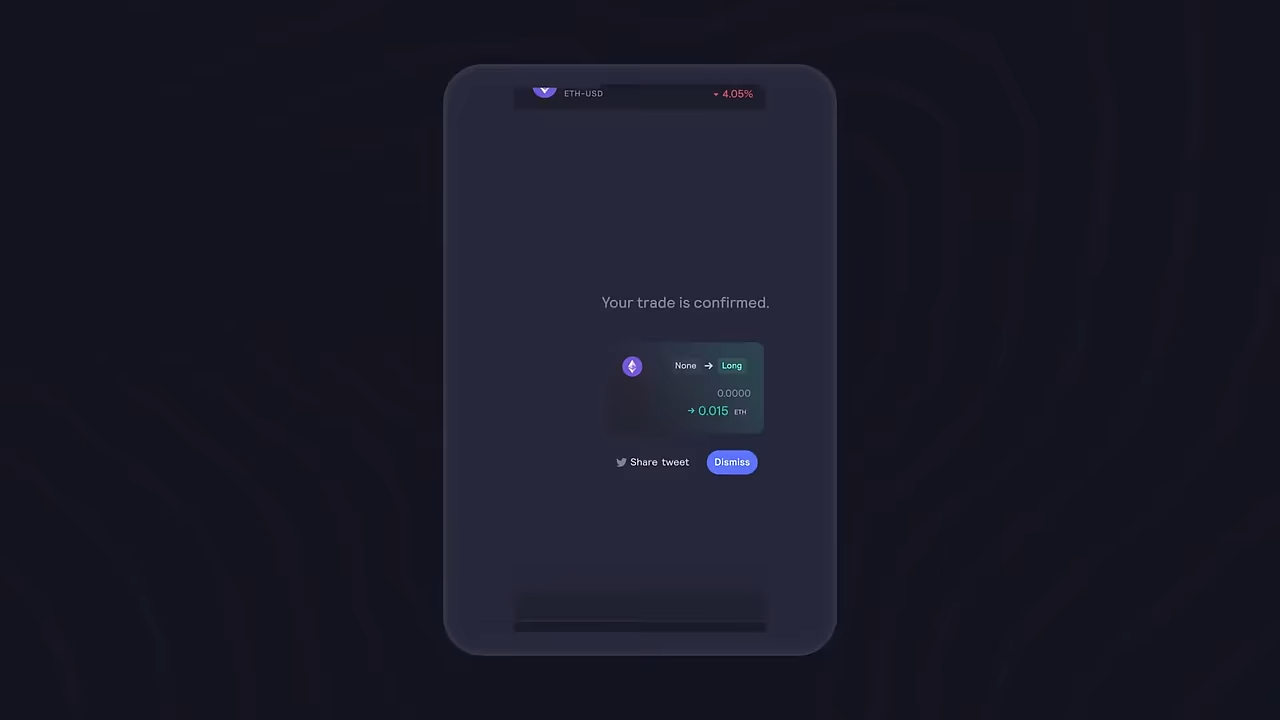 ETH-USD 4.05%
Your trade is confirmed.
None → Long
0.0000
→ 0.015 ETH
Share tweet Dismiss